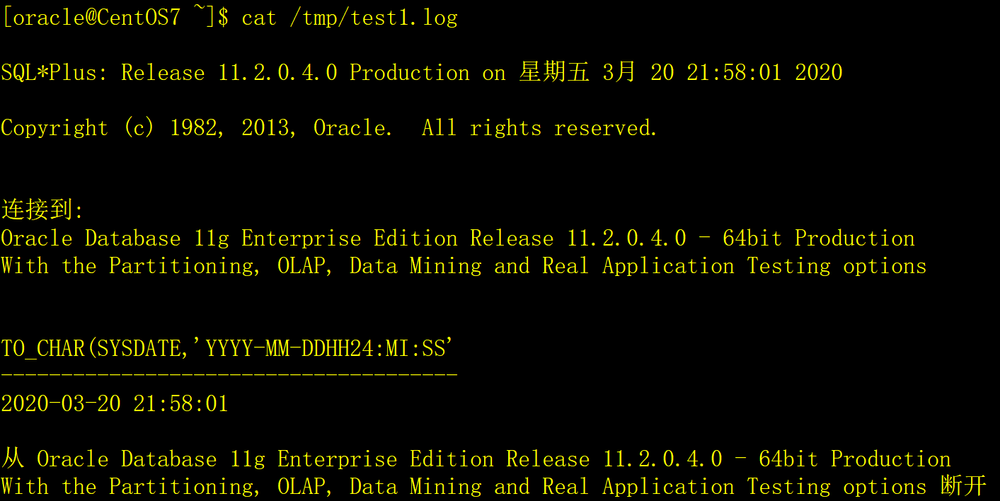 [oracle@CentOS7 ~]$ cat /tmp/test1.log
SQL*Plus: Release 11.2.0.4.0 Production on 星期五 3月 20 21:58:01 2020
Copyright (c) 1982, 2013, Oracle.  All rights reserved.
连接到:
Oracle Database 11g Enterprise Edition Release 11.2.0.4.0 - 64bit Production
With the Partitioning, OLAP, Data Mining and Real Application Testing options
TO_CHAR(SYSDATE,'YYYY-MM-DDHH24:MI:SS'
--------------------------------------
2020-03-20 21:58:01
从 Oracle Database 11g Enterprise Edition Release 11.2.0.4.0 - 64bit Production
With the Partitioning, OLAP, Data Mining and Real Application Testing options 断开